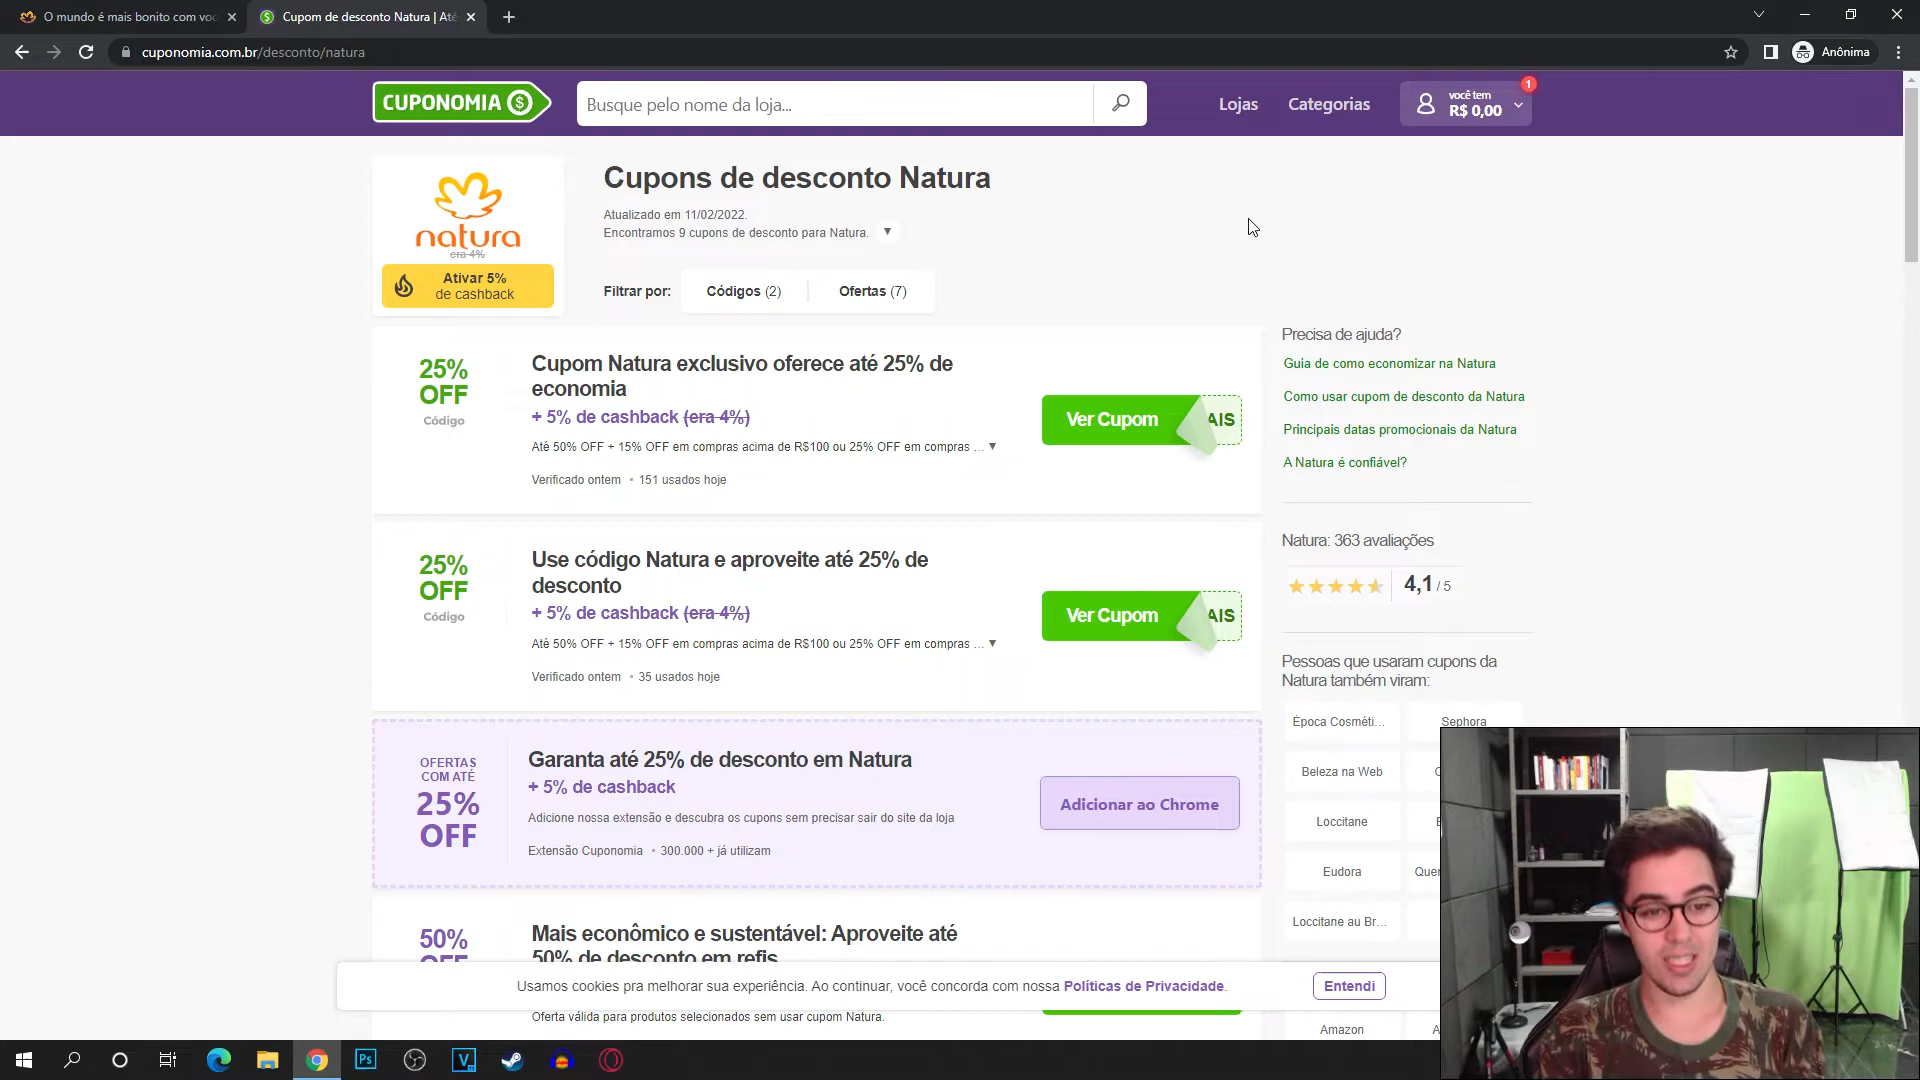 O mundo é mais bonito com voc
Cupom de desconto Natura | Até
cuponomia.com.br/desconto/natura
Anônima
CUPONOMIA $
Busque pelo nome da loja...
Lojas
Categorias
você tem
R$ 0,00
1
natura
era 4%
Ativar 5%
de cashback
Cupons de desconto Natura
Atualizado em 11/02/2022.
Encontramos 9 cupons de desconto para Natura.
Filtrar por:
Códigos (2)
Ofertas (7)
25%
OFF
Código
Cupom Natura exclusivo oferece até 25% de
economia
+ 5% de cashback (era 4%)
Até 50% OFF + 15% OFF em compras acima de R$100 ou 25% OFF em compras ...
Verificado ontem • 151 usados hoje
Ver Cupom
AIS
25%
OFF
Código
Use código Natura e aproveite até 25% de
desconto
+ 5% de cashback (era 4%)
Até 50% OFF + 15% OFF em compras acima de R$100 ou 25% OFF em compras ...
Verificado ontem • 35 usados hoje
Ver Cupom
AIS
OFERTAS
COM ATÉ
25%
OFF
Garanta até 25% de desconto em Natura
+ 5% de cashback
Adicione nossa extensão e descubra os cupons sem precisar sair do site da loja
Extensão Cuponomia • 300.000 + já utilizam
Adicionar ao Chrome
50%
OFF
Mais econômico e sustentável: Aproveite até
50% de desconto em refis
Usamos cookies pra melhorar sua experiência. Ao continuar, você concorda com nossa Políticas de Privacidade.
Entendi
Oferta válida para produtos selecionados sem usar cupom Natura.
Precisa de ajuda?
Guia de como economizar na Natura
Como usar cupom de desconto da Natura
Principais datas promocionais da Natura
A Natura é confiável?
Natura: 363 avaliações
4,1 / 5
Pessoas que usaram cupons da
Natura também viram:
Época Cosméti...
Sephora
Beleza na Web
Loccitane
Eudora
Quer
Loccitane au Br...
Amazon
A
Ps
V